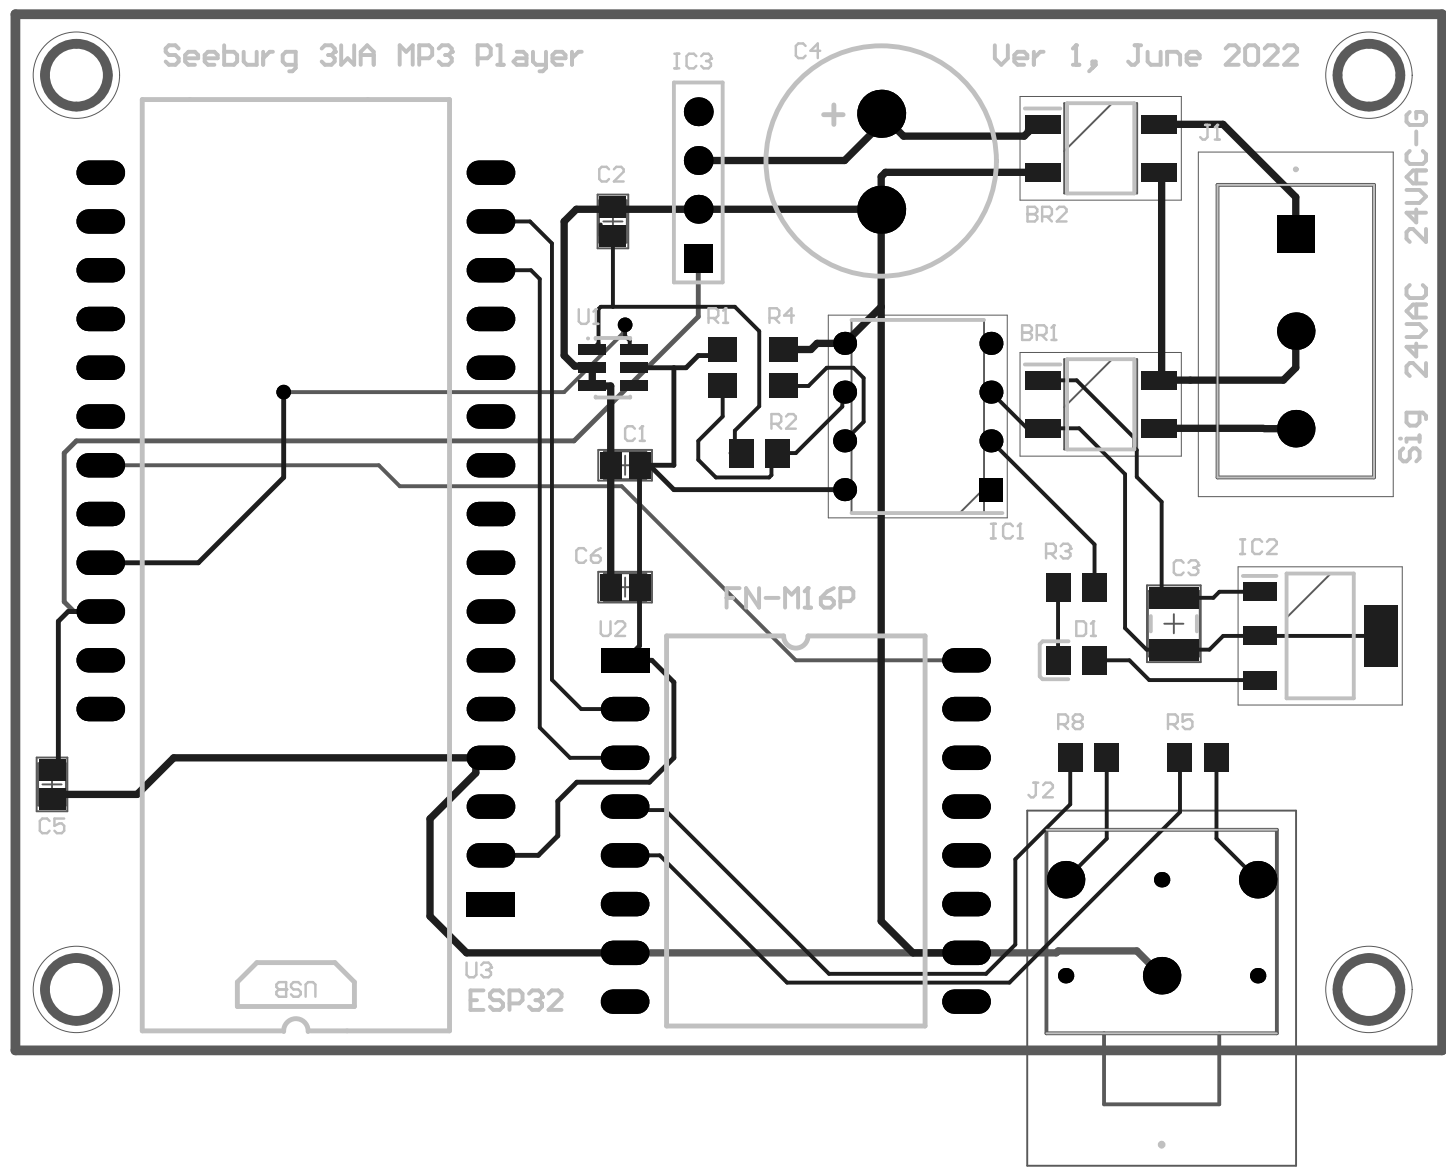 Seeburg 3WA MP3 Player
Ver 1, June 2022
IC3
C4
+
J1
24VAC-G
C2
BR2
U1
R1
R4
BR1
24VAC
Sig
R2
C1
IC1
C6
R3
IC2
C3
FN-M16P
U2
D1
R8
R5
J2
C5
U3
USB
ESP32